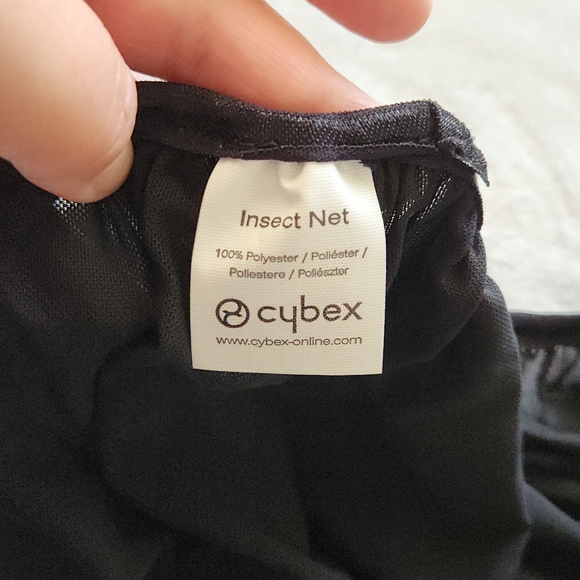 Insect Net
100% Polyester / Poliéster /
Poliestere / Poliészter
cybex
www.cybex-online.com